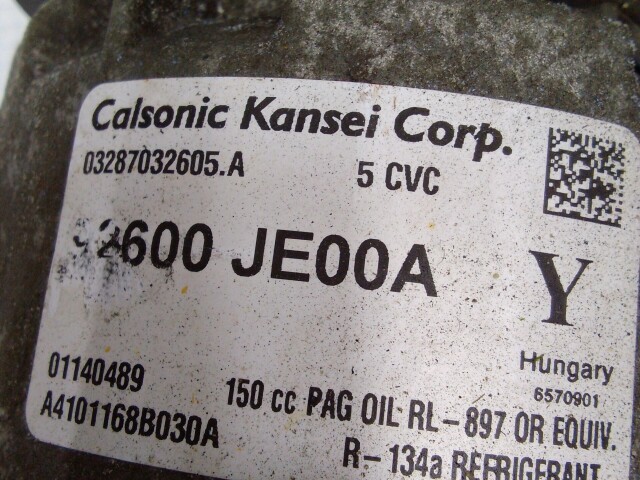 Calsonic Kansei Corp.
03287032605.A 5 CVC
JE00A
Y
Hungary
6570901
01140489
150 cc PAG OIL RL-897 OR EQUIV.
A4101168B030A
R-134a REFRIGERANT